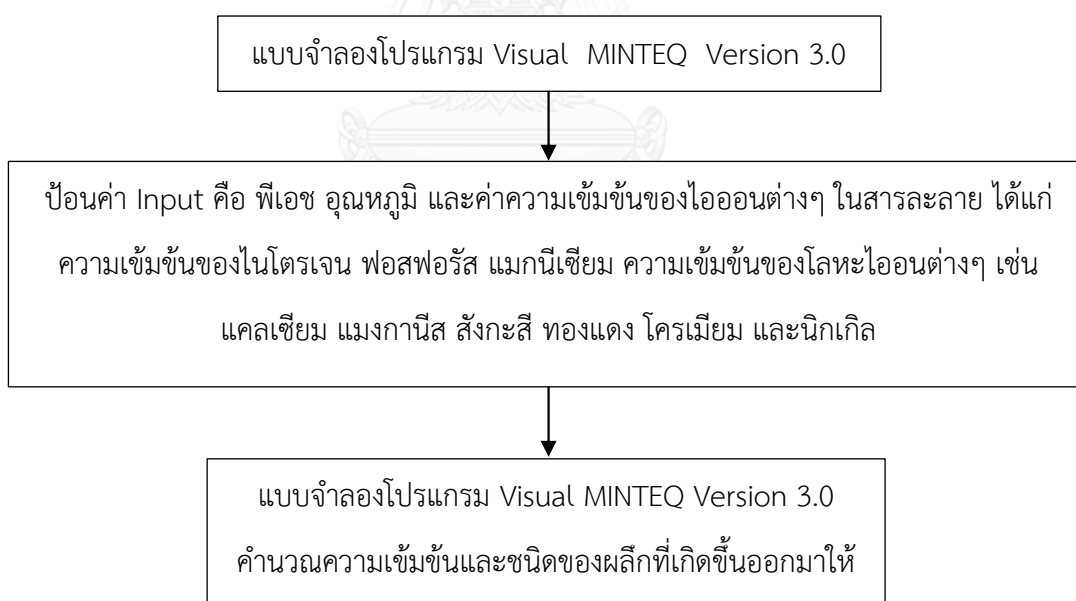 แบบจำลองโปรแกรม Visual MINTEQ Version 3.0
ป้อนค่า Input คือ พีเอช อุณหภูมิ และค่าความเข้มข้นของไอออนต่างๆ ในสารละลาย ได้แก่
ความเข้มข้นของไนโตรเจน ฟอสฟอรัส แมกนีเซียม ความเข้มข้นของโลหะไอออนต่างๆ เช่น
แคลเซียม แมงกานีส สังกะสี ทองแดง โครเมียม และนิกเกิล
แบบจำลองโปรแกรม Visual MINTEQ Version 3.0
คำนวณความเข้มข้นและชนิดของผลึกที่เกิดขึ้นออกมาให้